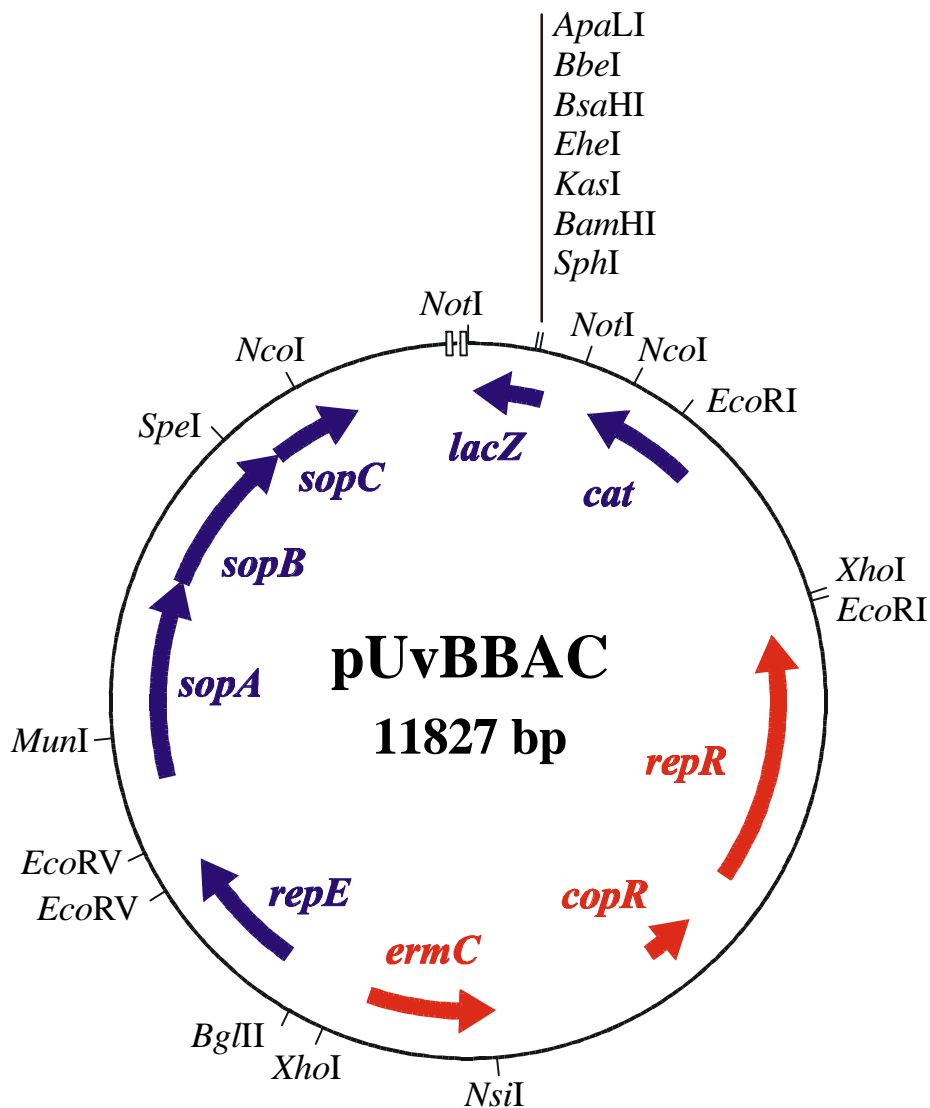 ApaLI
BbeI
BsaHI
EheI
KasI
BamHI
SphI
NotI
NotI
NcoI
NcoI
EcoRI
SpeI
lacZ
sopC
cat
sopB
XhoI
EcoRI
pUvBBAC
sopA
11827 bp
MunI
repR
EcoRV
repE
copR
EcoRV
ermC
BglII
XhoI
NsiI